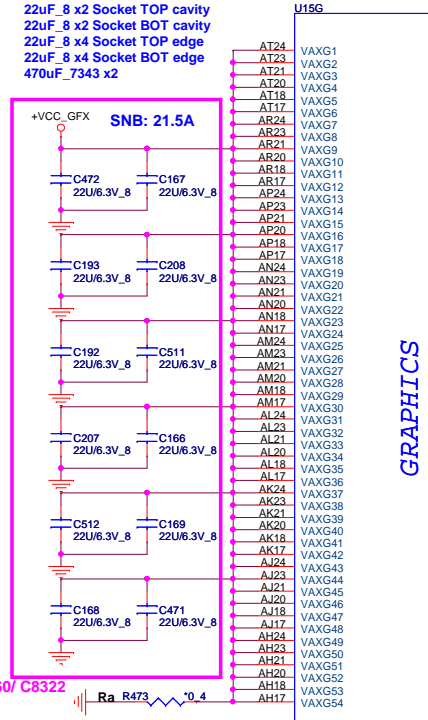 22uF_8 x2 Socket TOP cavity
22uF_8 x2 Socket BOT cavity
22uF_8 x4 Socket TOP edge
22uF_8 x4 Socket BOT edge
470uF_7343 x2
+VCC_GFX
SNB: 21.5A
C472
22U/6.3V_8
C167
22U/6.3V_8
C193
22U/6.3V_8
C208
22U/6.3V_8
C192
22U/6.3V_8
C511
22U/6.3V_8
C207
22U/6.3V_8
C166
22U/6.3V_8
C512
22U/6.3V_8
C169
22U/6.3V_8
C168
22U/6.3V_8
C471
22U/6.3V_8
60/ C8322
Ra R473 *0_4
U15G
AT24 VAXG1
AT23 VAXG2
AT21 VAXG3
AT20 VAXG4
AT18 VAXG5
AT17 VAXG6
AR24 VAXG7
AR23 VAXG8
AR21 VAXG9
AR20 VAXG10
AR18 VAXG11
AR17 VAXG12
AP24 VAXG13
AP23 VAXG14
AP21 VAXG15
AP20 VAXG16
AP18 VAXG17
AP17 VAXG18
AN24 VAXG19
AN23 VAXG20
AN21 VAXG21
AN20 VAXG22
AN18 VAXG23
AN17 VAXG24
AM24 VAXG25
AM23 VAXG26
AM21 VAXG27
AM20 VAXG28
AM18 VAXG29
AM17 VAXG30
AL24 VAXG31
AL23 VAXG32
AL21 VAXG33
AL20 VAXG34
AL18 VAXG35
AL17 VAXG36
AK24 VAXG37
AK23 VAXG38
AK21 VAXG39
AK20 VAXG40
AK18 VAXG41
AK17 VAXG42
AJ24 VAXG43
AJ23 VAXG44
AJ21 VAXG45
AJ20 VAXG46
AJ18 VAXG47
AJ17 VAXG48
AH24 VAXG49
AH23 VAXG50
AH21 VAXG51
AH20 VAXG52
AH18 VAXG53
AH17 VAXG54
GRAPHICS